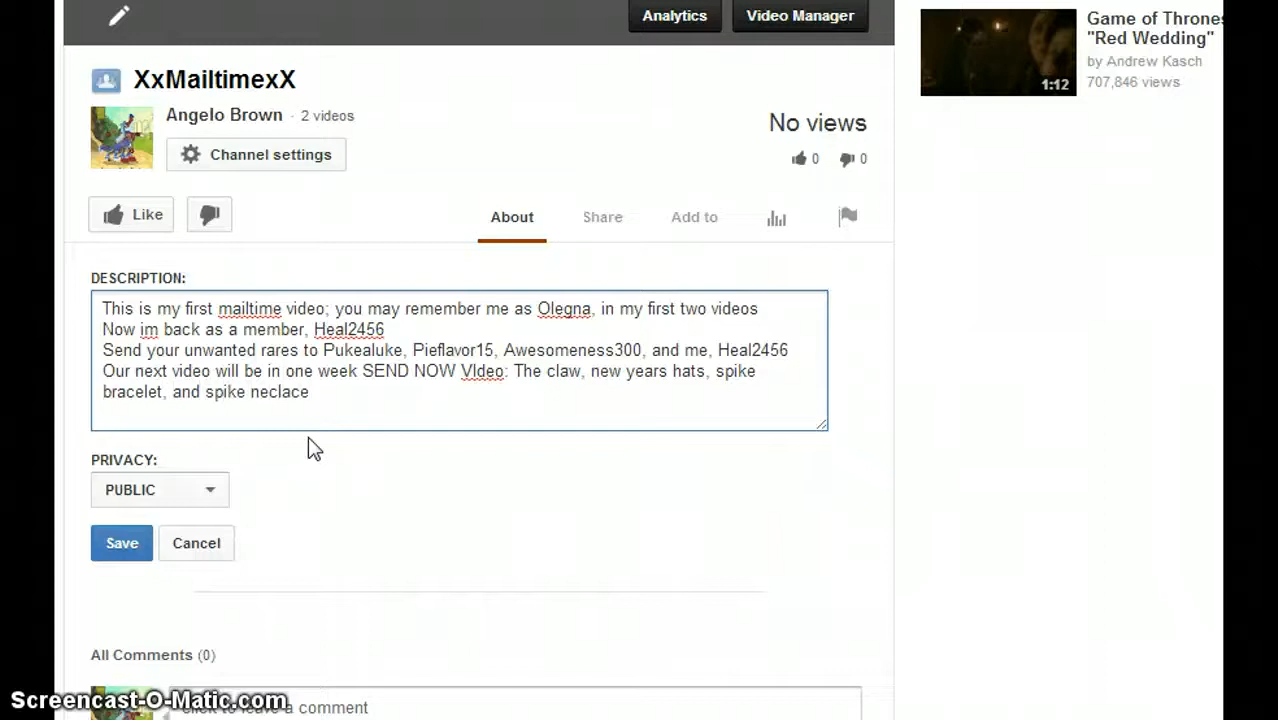 Analytics
Video Manager
XxMailtimexX
Angelo Brown · 2 videos
Channel settings
No views
0 0
Like
About
Share
Add to
DESCRIPTION:
This is my first mailtime video; you may remember me as Olegna, in my first two videos
Now im back as a member, Heal2456
Send your unwanted rares to Pukealuke, Pieflavor15, Awesomeness300, and me, Heal2456
Our next video will be in one week SEND NOW VIdeo: The claw, new years hats, spike
bracelet, and spike neclace
PRIVACY:
PUBLIC
Save
Cancel
All Comments (0)
Click to leave a comment
Screencast-O-Matic.com
Game of Thrones
"Red Wedding"
by Andrew Kasch
707,846 views
1:12